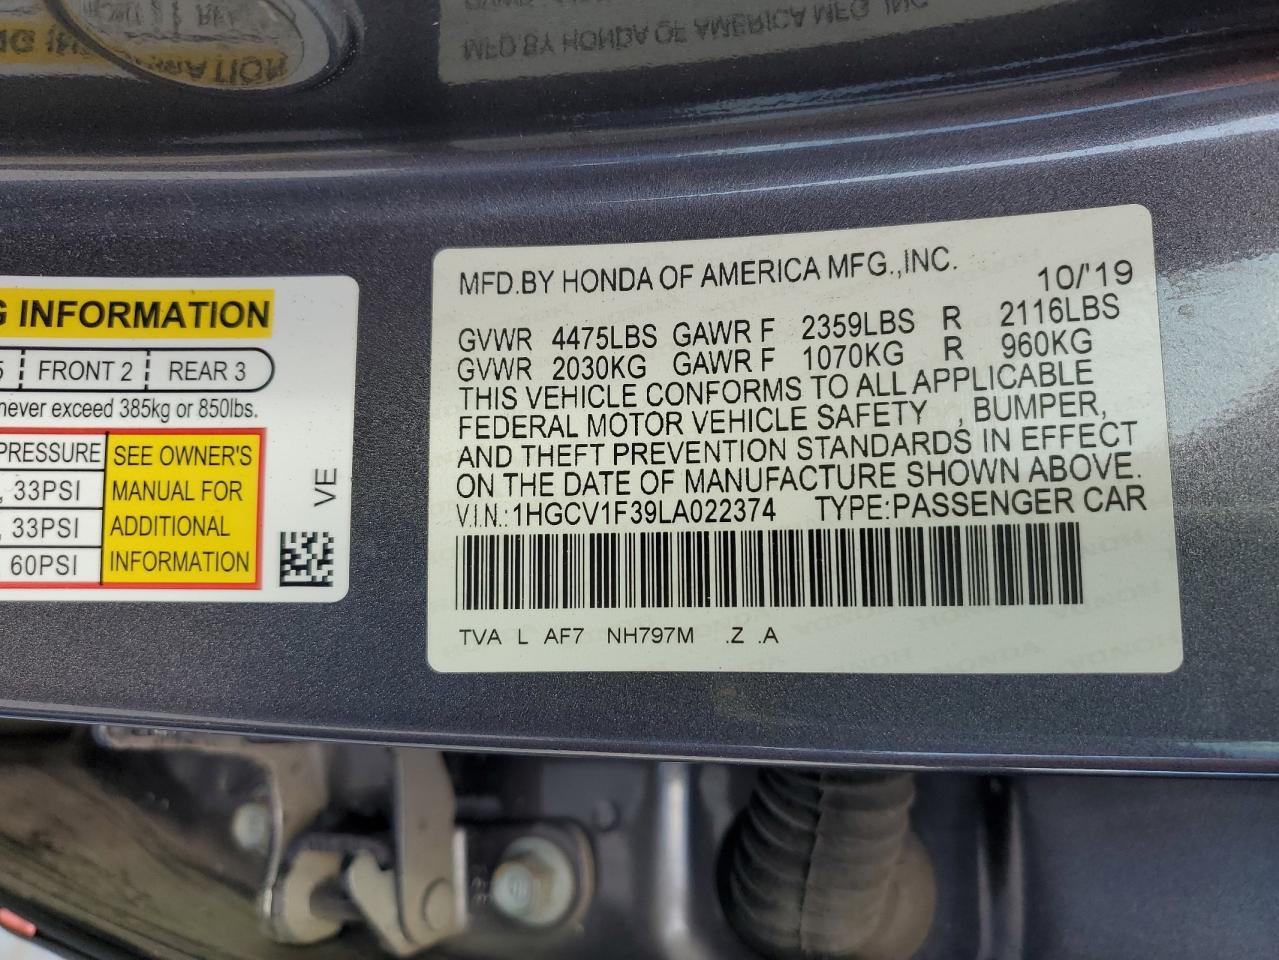 MFD BY HONDA OF AMERICA MFG., INC
G INFORMATION
5 FRONT 2 REAR 3
never exceed 385kg or 850lbs.
PRESSURE SEE OWNER'S
, 33PSI MANUAL FOR
, 33PSI ADDITIONAL
60PSI INFORMATION
VE
MFD.BY HONDA OF AMERICA MFG.,INC. 10/'19
GVWR 4475LBS GAWR F 2359LBS R 2116LBS
GVWR 2030KG GAWR F 1070KG R 960KG
THIS VEHICLE CONFORMS TO ALL APPLICABLE
FEDERAL MOTOR VEHICLE SAFETY , BUMPER,
AND THEFT PREVENTION STANDARDS IN EFFECT
ON THE DATE OF MANUFACTURE SHOWN ABOVE.
V.I.N.:1HGCV1F39LA022374 TYPE:PASSENGER CAR
TVA L AF7 NH797M .Z .A